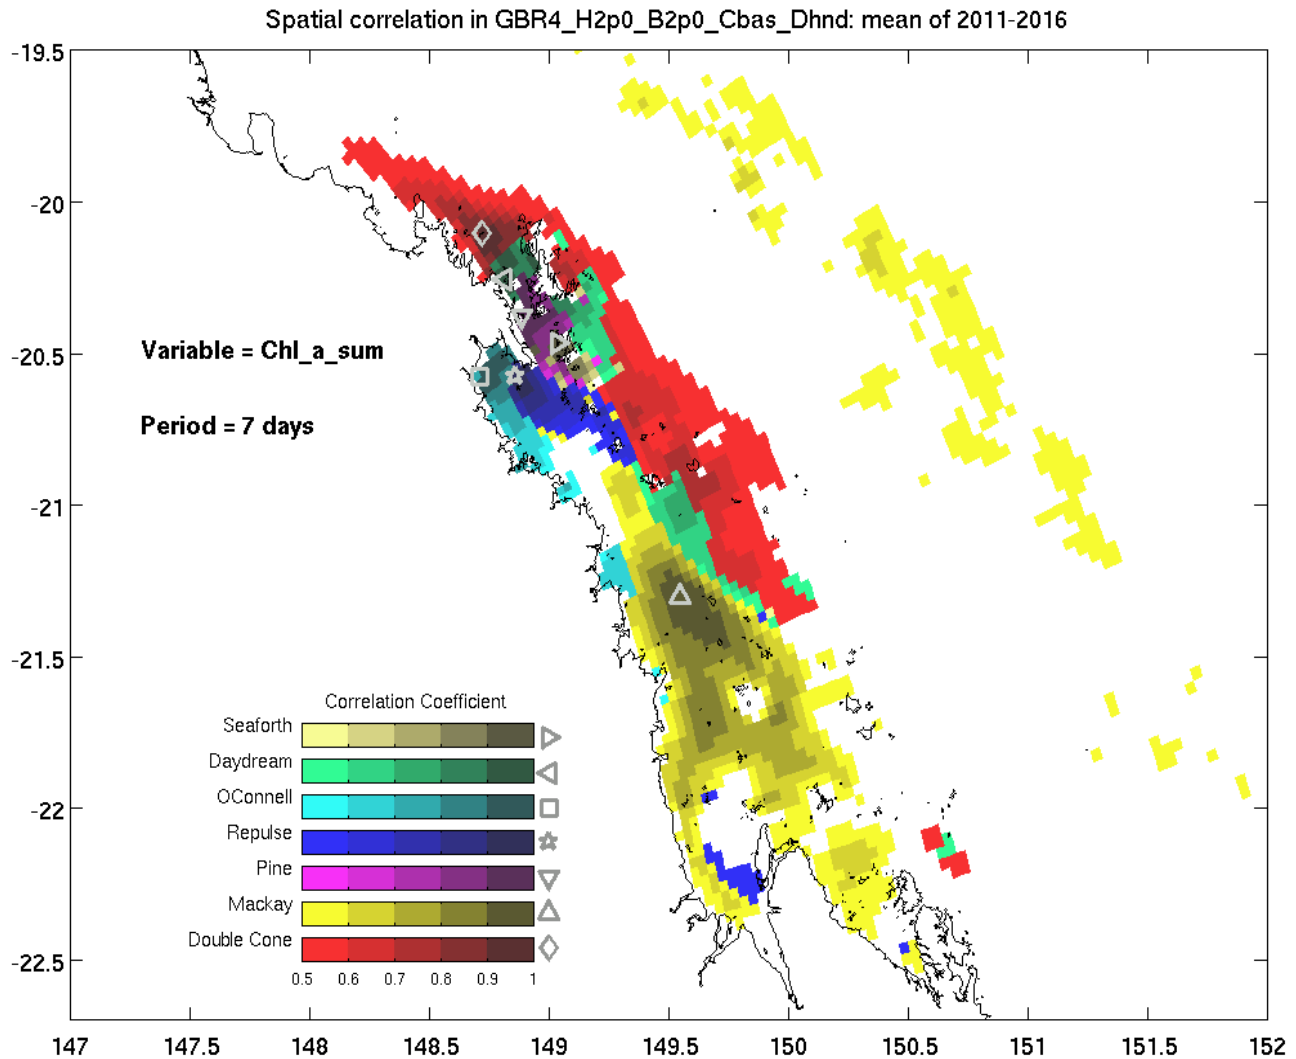 Spatial correlation in GBR4_H2p0_B2p0_Cbas_Dhnd: mean of 2011-2016
-19.5
-20
-20.5
-21
-21.5
-22
-22.5
Variable = Chl_a_sum
Period = 7 days
Correlation Coefficient
Seaforth
Daydream
OConnell
Repulse
Pine
Mackay
Double Cone
0.5 0.6 0.7 0.8 0.9 1
147 147.5 148 148.5 149 149.5 150 150.5 151 151.5 152